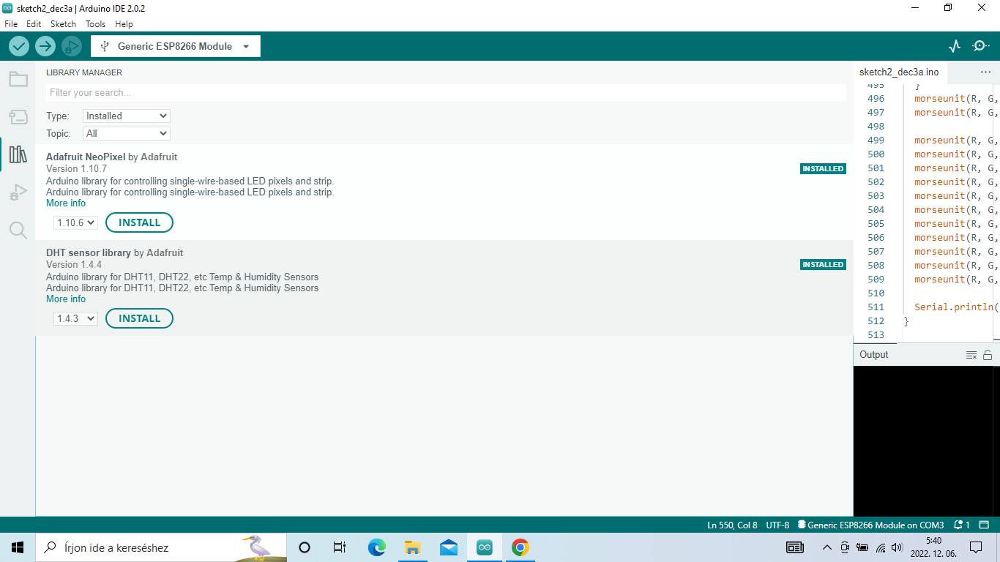 sketch2_dec3a | Arduino IDE 2.0.2
File Edit Sketch Tools Help
Generic ESP8266 Module
LIBRARY MANAGER
Filter your search...
Type: Installed
Topic: All
Adafruit NeoPixel by Adafruit
Version 1.10.7
INSTALLED
Arduino library for controlling single-wire-based LED pixels and strip.
Arduino library for controlling single-wire-based LED pixels and strip.
More info
1.10.6 INSTALL
DHT sensor library by Adafruit
Version 1.4.4
INSTALLED
Arduino library for DHT11, DHT22, etc Temp & Humidity Sensors
Arduino library for DHT11, DHT22, etc Temp & Humidity Sensors
More info
1.4.3 INSTALL
sketch2_dec3a.ino ...
495 }
496 morseunit(R, G,
497 morseunit(R, G,
498
499 morseunit(R, G,
500 morseunit(R, G,
501 morseunit(R, G,
502 morseunit(R, G,
503 morseunit(R, G,
504 morseunit(R, G,
505 morseunit(R, G,
506 morseunit(R, G,
507 morseunit(R, G,
508 morseunit(R, G,
509 morseunit(R, G,
510
511 Serial.println(
512 }
513
Output
Ln 550, Col 8 UTF-8 Generic ESP8266 Module on COM3 1
Írjon ide a kereséshez
5:40
2022. 12. 06.